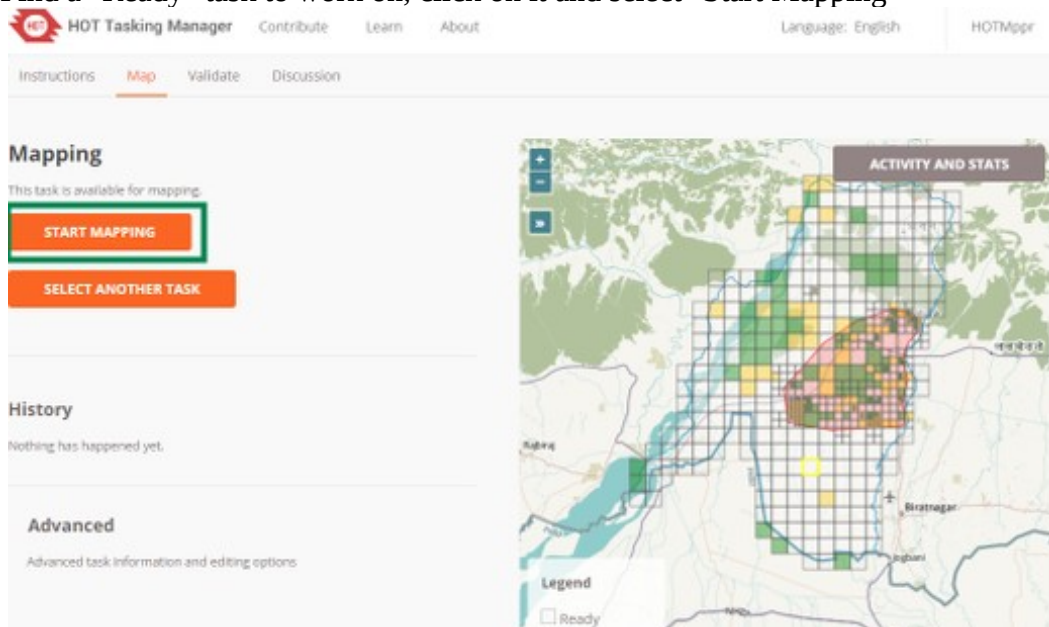 Find a "Ready" task to work on, click on it and select "Start Mapping"
HOT HOT Tasking Manager Contribute Learn About Language: English HOTMppr
Instructions Map Validate Discussion
Mapping
This task is available for mapping.
START MAPPING
SELECT ANOTHER TASK
History
Nothing has happened yet.
Advanced
Advanced task information and editing options
+
ACTIVITY AND STATS
-
»
Biratnagar
Jogbani
Legend
Ready